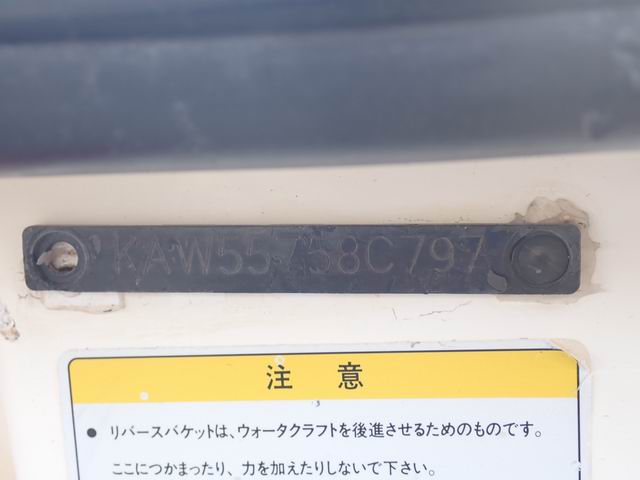 KAW55758C797
注 意
● リバースバケットは、ウォータクラフトを後進させるためのものです。
ここにつかまったり、力を加えたりしないで下さい。